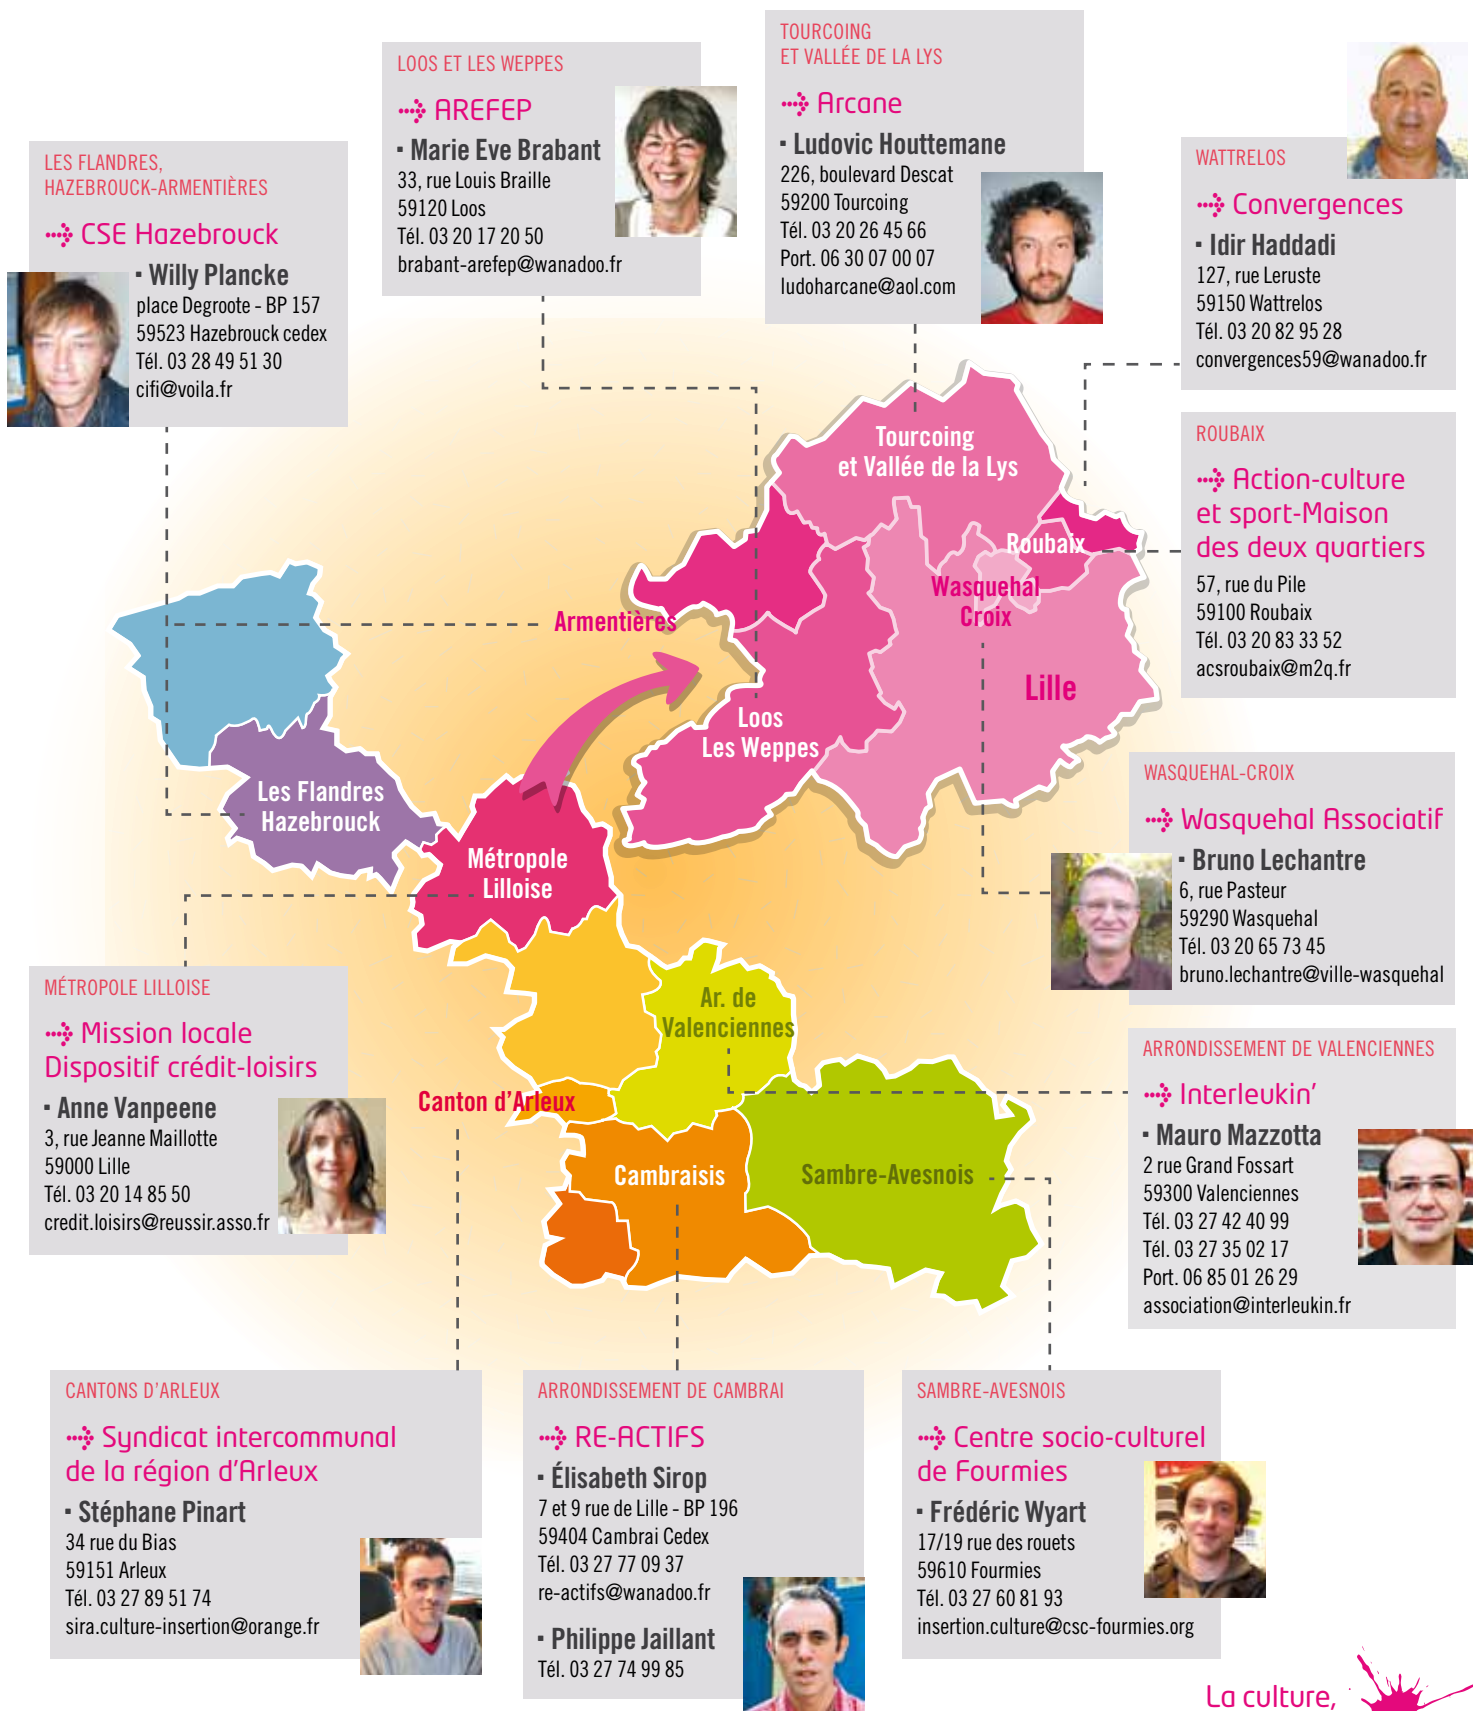 LOOS ET LES WEPPES
AREFEP
▪ Marie Eve Brabant
33, rue Louis Braille
59120 Loos
Tél. 03 20 17 20 50
brabant-arefep@wanadoo.fr
TOURCOING
ET VALLÉE DE LA LYS
Arcane
▪ Ludovic Houttemane
226, boulevard Descat
59200 Tourcoing
Tél. 03 20 26 45 66
Port. 06 30 07 00 07
ludoharcane@aol.com
LES FLANDRES,
HAZEBROUCK-ARMENTIÈRES
CSE Hazebrouck
▪ Willy Plancke
place Degroote - BP 157
59523 Hazebrouck cedex
Tél. 03 28 49 51 30
cifi@voila.fr
WATTRELOS
Convergences
▪ Idir Haddadi
127, rue Leruste
59150 Wattrelos
Tél. 03 20 82 95 28
convergences59@wanadoo.fr
ROUBAIX
Action-culture
et sport-Maison
des deux quartiers
57, rue du Pile
59100 Roubaix
Tél. 03 20 83 33 52
acsroubaix@m2q.fr
Tourcoing
et Vallée de la Lys
Roubaix
Wasquehal
Croix
Armentières
Lille
Loos
Les Weppes
Les Flandres
Hazebrouck
Métropole
Lilloise
Ar. de
Valenciennes
Canton d'Arleux
Cambraisis
Sambre-Avesnois
WASQUEHAL-CROIX
Wasquehal Associatif
▪ Bruno Lechantre
6, rue Pasteur
59290 Wasquehal
Tél. 03 20 65 73 45
bruno.lechantre@ville-wasquehal
MÉTROPOLE LILLOISE
Mission locale
Dispositif crédit-loisirs
▪ Anne Vanpeene
3, rue Jeanne Maillotte
59000 Lille
Tél. 03 20 14 85 50
credit.loisirs@reussir.asso.fr
ARRONDISSEMENT DE VALENCIENNES
Interleukin'
▪ Mauro Mazzotta
2 rue Grand Fossart
59300 Valenciennes
Tél. 03 27 42 40 99
Tél. 03 27 35 02 17
Port. 06 85 01 26 29
association@interleukin.fr
CANTONS D'ARLEUX
Syndicat intercommunal
de la région d'Arleux
▪ Stéphane Pinart
34 rue du Bias
59151 Arleux
Tél. 03 27 89 51 74
sira.culture-insertion@orange.fr
ARRONDISSEMENT DE CAMBRAI
RE-ACTIFS
▪ Élisabeth Sirop
7 et 9 rue de Lille - BP 196
59404 Cambrai Cedex
Tél. 03 27 77 09 37
re-actifs@wanadoo.fr
▪ Philippe Jaillant
Tél. 03 27 74 99 85
SAMBRE-AVESNOIS
Centre socio-culturel
de Fourmies
▪ Frédéric Wyart
17/19 rue des rouets
59610 Fourmies
Tél. 03 27 60 81 93
insertion.culture@csc-fourmies.org
La culture,